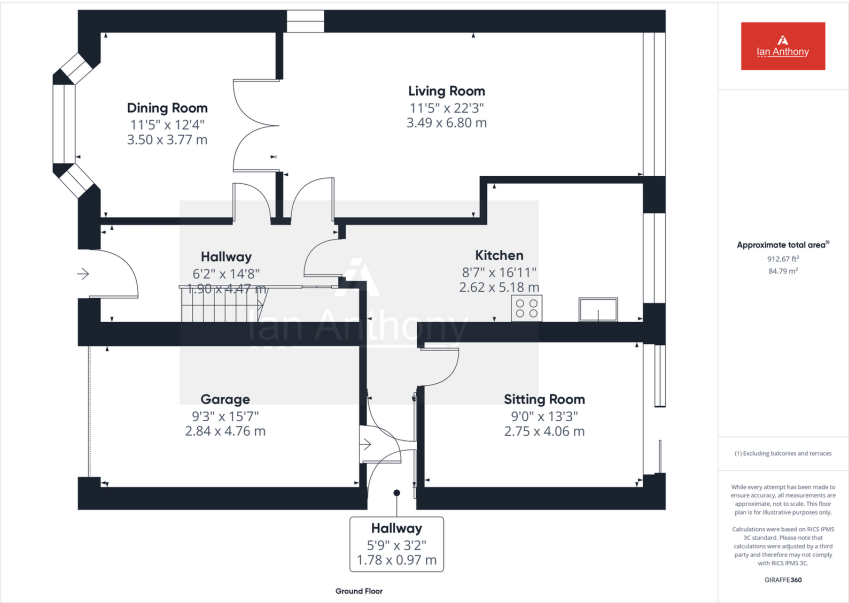 Dining Room
11'5" x 12'4"
3.50 x 3.77 m
Living Room
11'5" x 22'3"
3.49 x 6.80 m
Hallway
6'2" x 14'8"
1.90 x 4.47 m
Kitchen
8'7" x 16'11"
2.62 x 5.18 m
Ian Anthony
Garage
9'3" x 15'7"
2.84 x 4.76 m
Sitting Room
9'0" x 13'3"
2.75 x 4.06 m
Hallway
5'9" x 3'2"
1.78 x 0.97 m
Ground Floor
Ian Anthony
Approximate total area⁽¹⁾
912.67 ft²
84.79 m²
(1) Excluding balconies and terraces
While every attempt has been made to
ensure accuracy, all measurements are
approximate, not to scale. This floor
plan is for illustrative purposes only.
Calculations were based on RICS IPMS
3C standard. Please note that
calculations were adjusted by a third
party and therefore may not comply
with RICS IPMS 3C.
GIRAFFE360